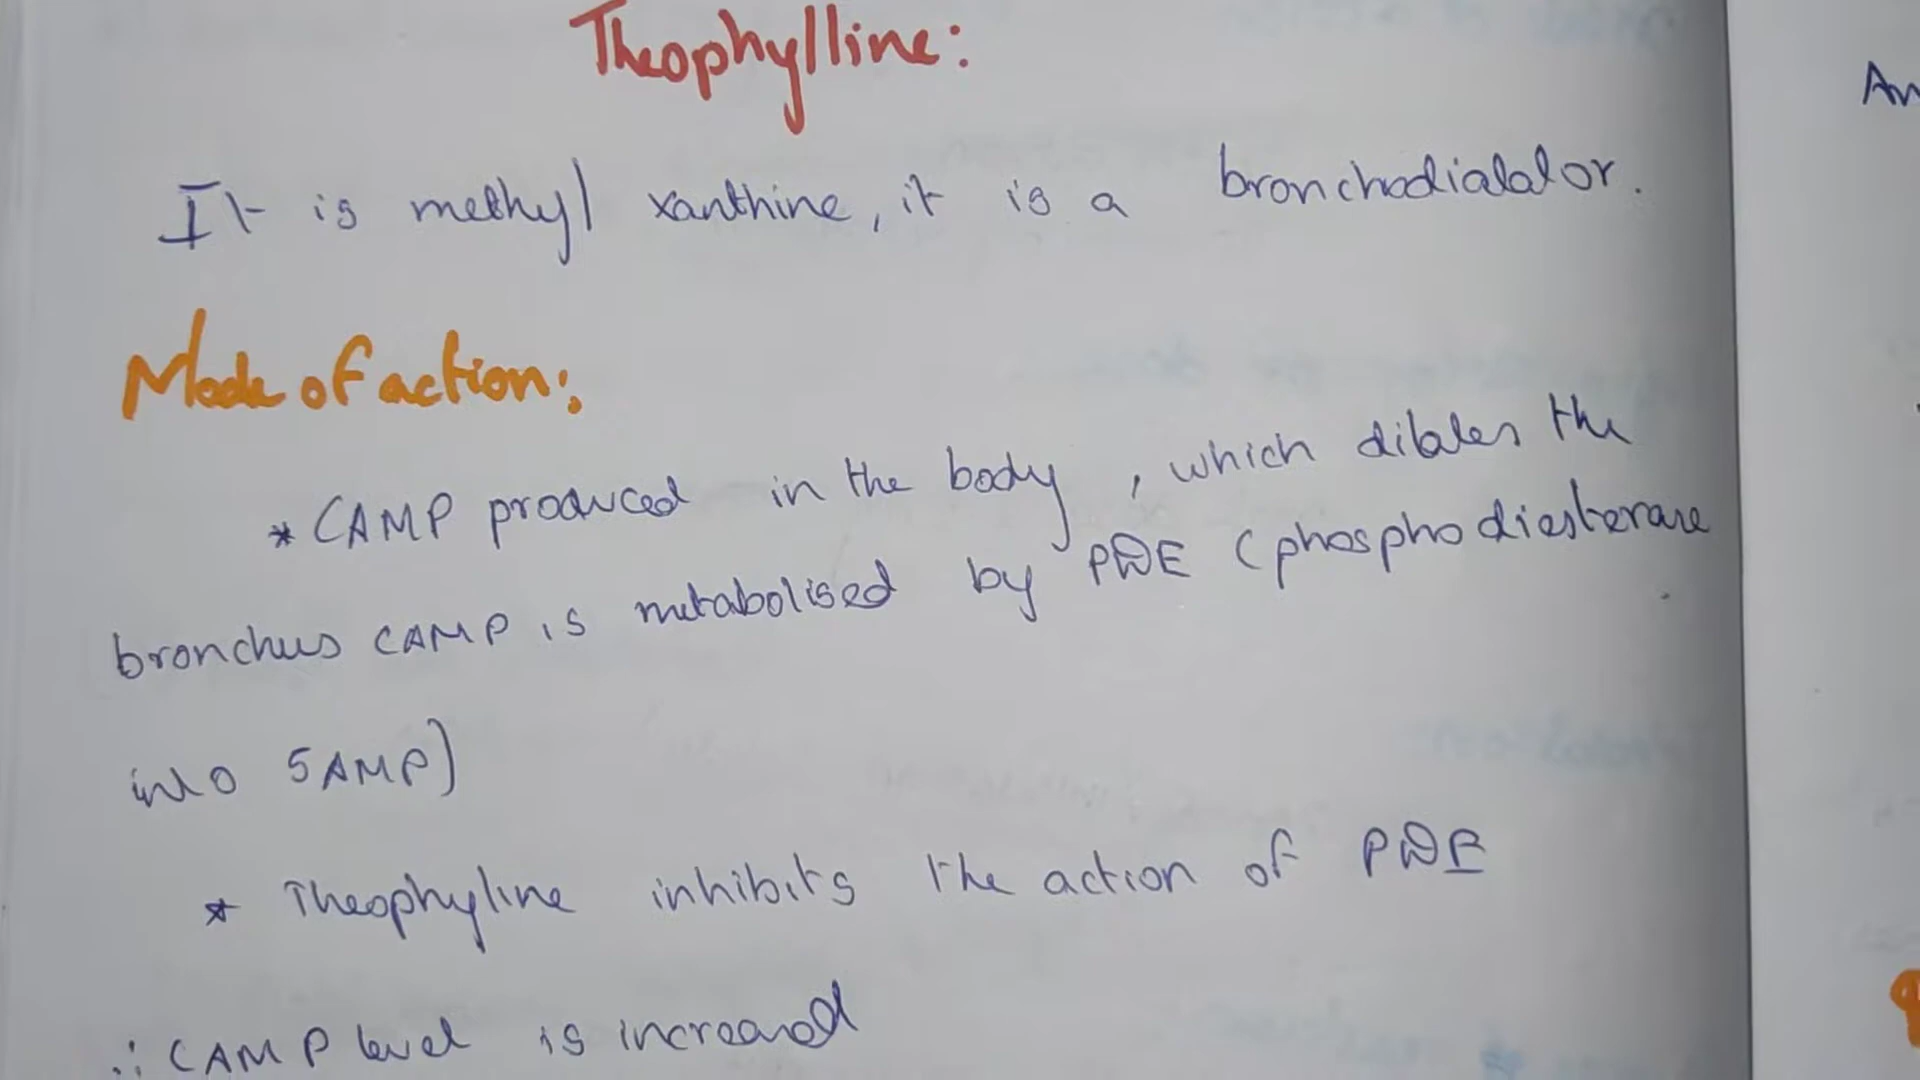 Theophylline:
It is methyl xanthine, it is a bronchodialator.
Mode of action:
* CAMP produced in the body, which dilates the
bronchus CAMP is metabolised by PDE (phosphodiesterase
into 5AMP)
* Theophyline inhibits the action of PDE
∴ CAMP level is increased
An